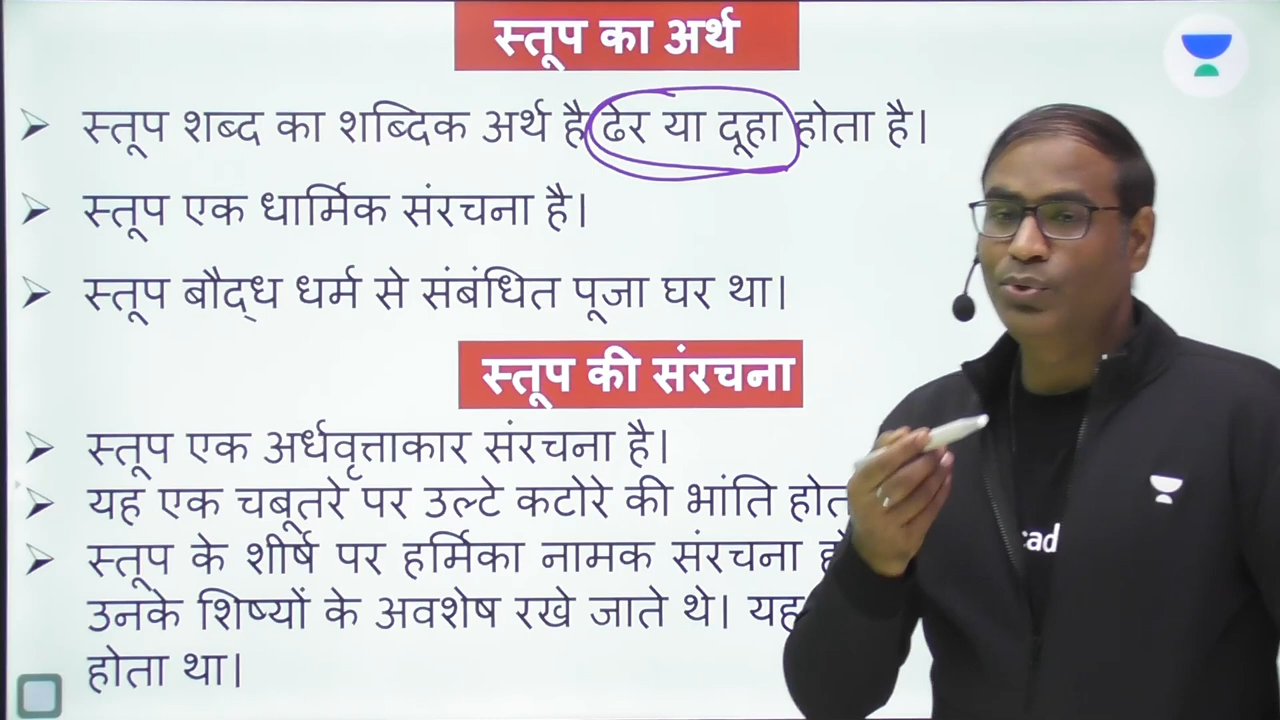 स्तूप का अर्थ
स्तूप शब्द का शब्दिक अर्थ है ढेर या दूहा होता है।
स्तूप एक धार्मिक संरचना है।
स्तूप बौद्ध धर्म से संबंधित पूजा घर था।
स्तूप की संरचना
स्तूप एक अर्धवृत्ताकार संरचना है।
यह एक चबूतरे पर उल्टे कटोरे की भांति
स्तूप के शीर्ष पर हर्मिका नामक संरचना
उनके शिष्यों के अवशेष रखे जाते थे। यह
होता था।
cad